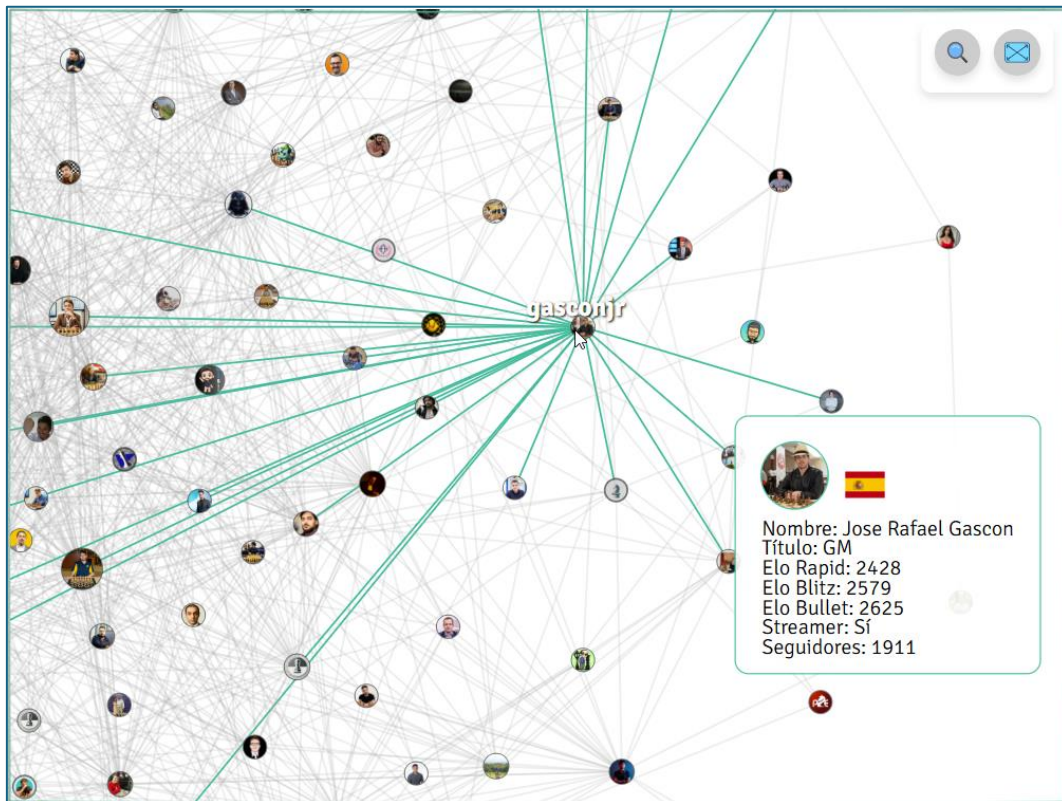 gasconjr
Nombre: Jose Rafael Gascon
Título: GM
Elo Rapid: 2428
Elo Blitz: 2579
Elo Bullet: 2625
Streamer: Sí
Seguidores: 1911